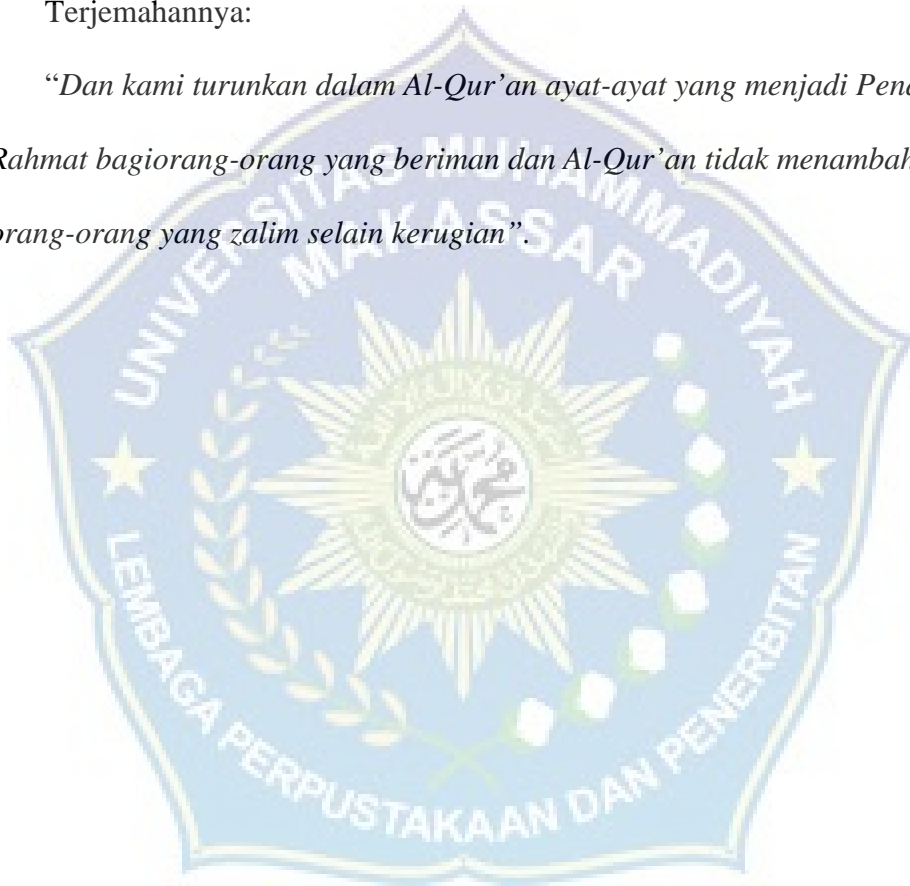 Terjemahannya:
“Dan kami turunkan dalam Al-Qur’an ayat-ayat yang menjadi
Rahmat bagiorang-orang yang beriman dan Al-Qur’an tidak menambah
orang-orang yang zalim selain kerugian”.
UNIVERSITAS MUHAMMADIYAH
MAKASSAR
محمد
LEMBAGA PERPUSTAKAAN DAN PENERBITAN